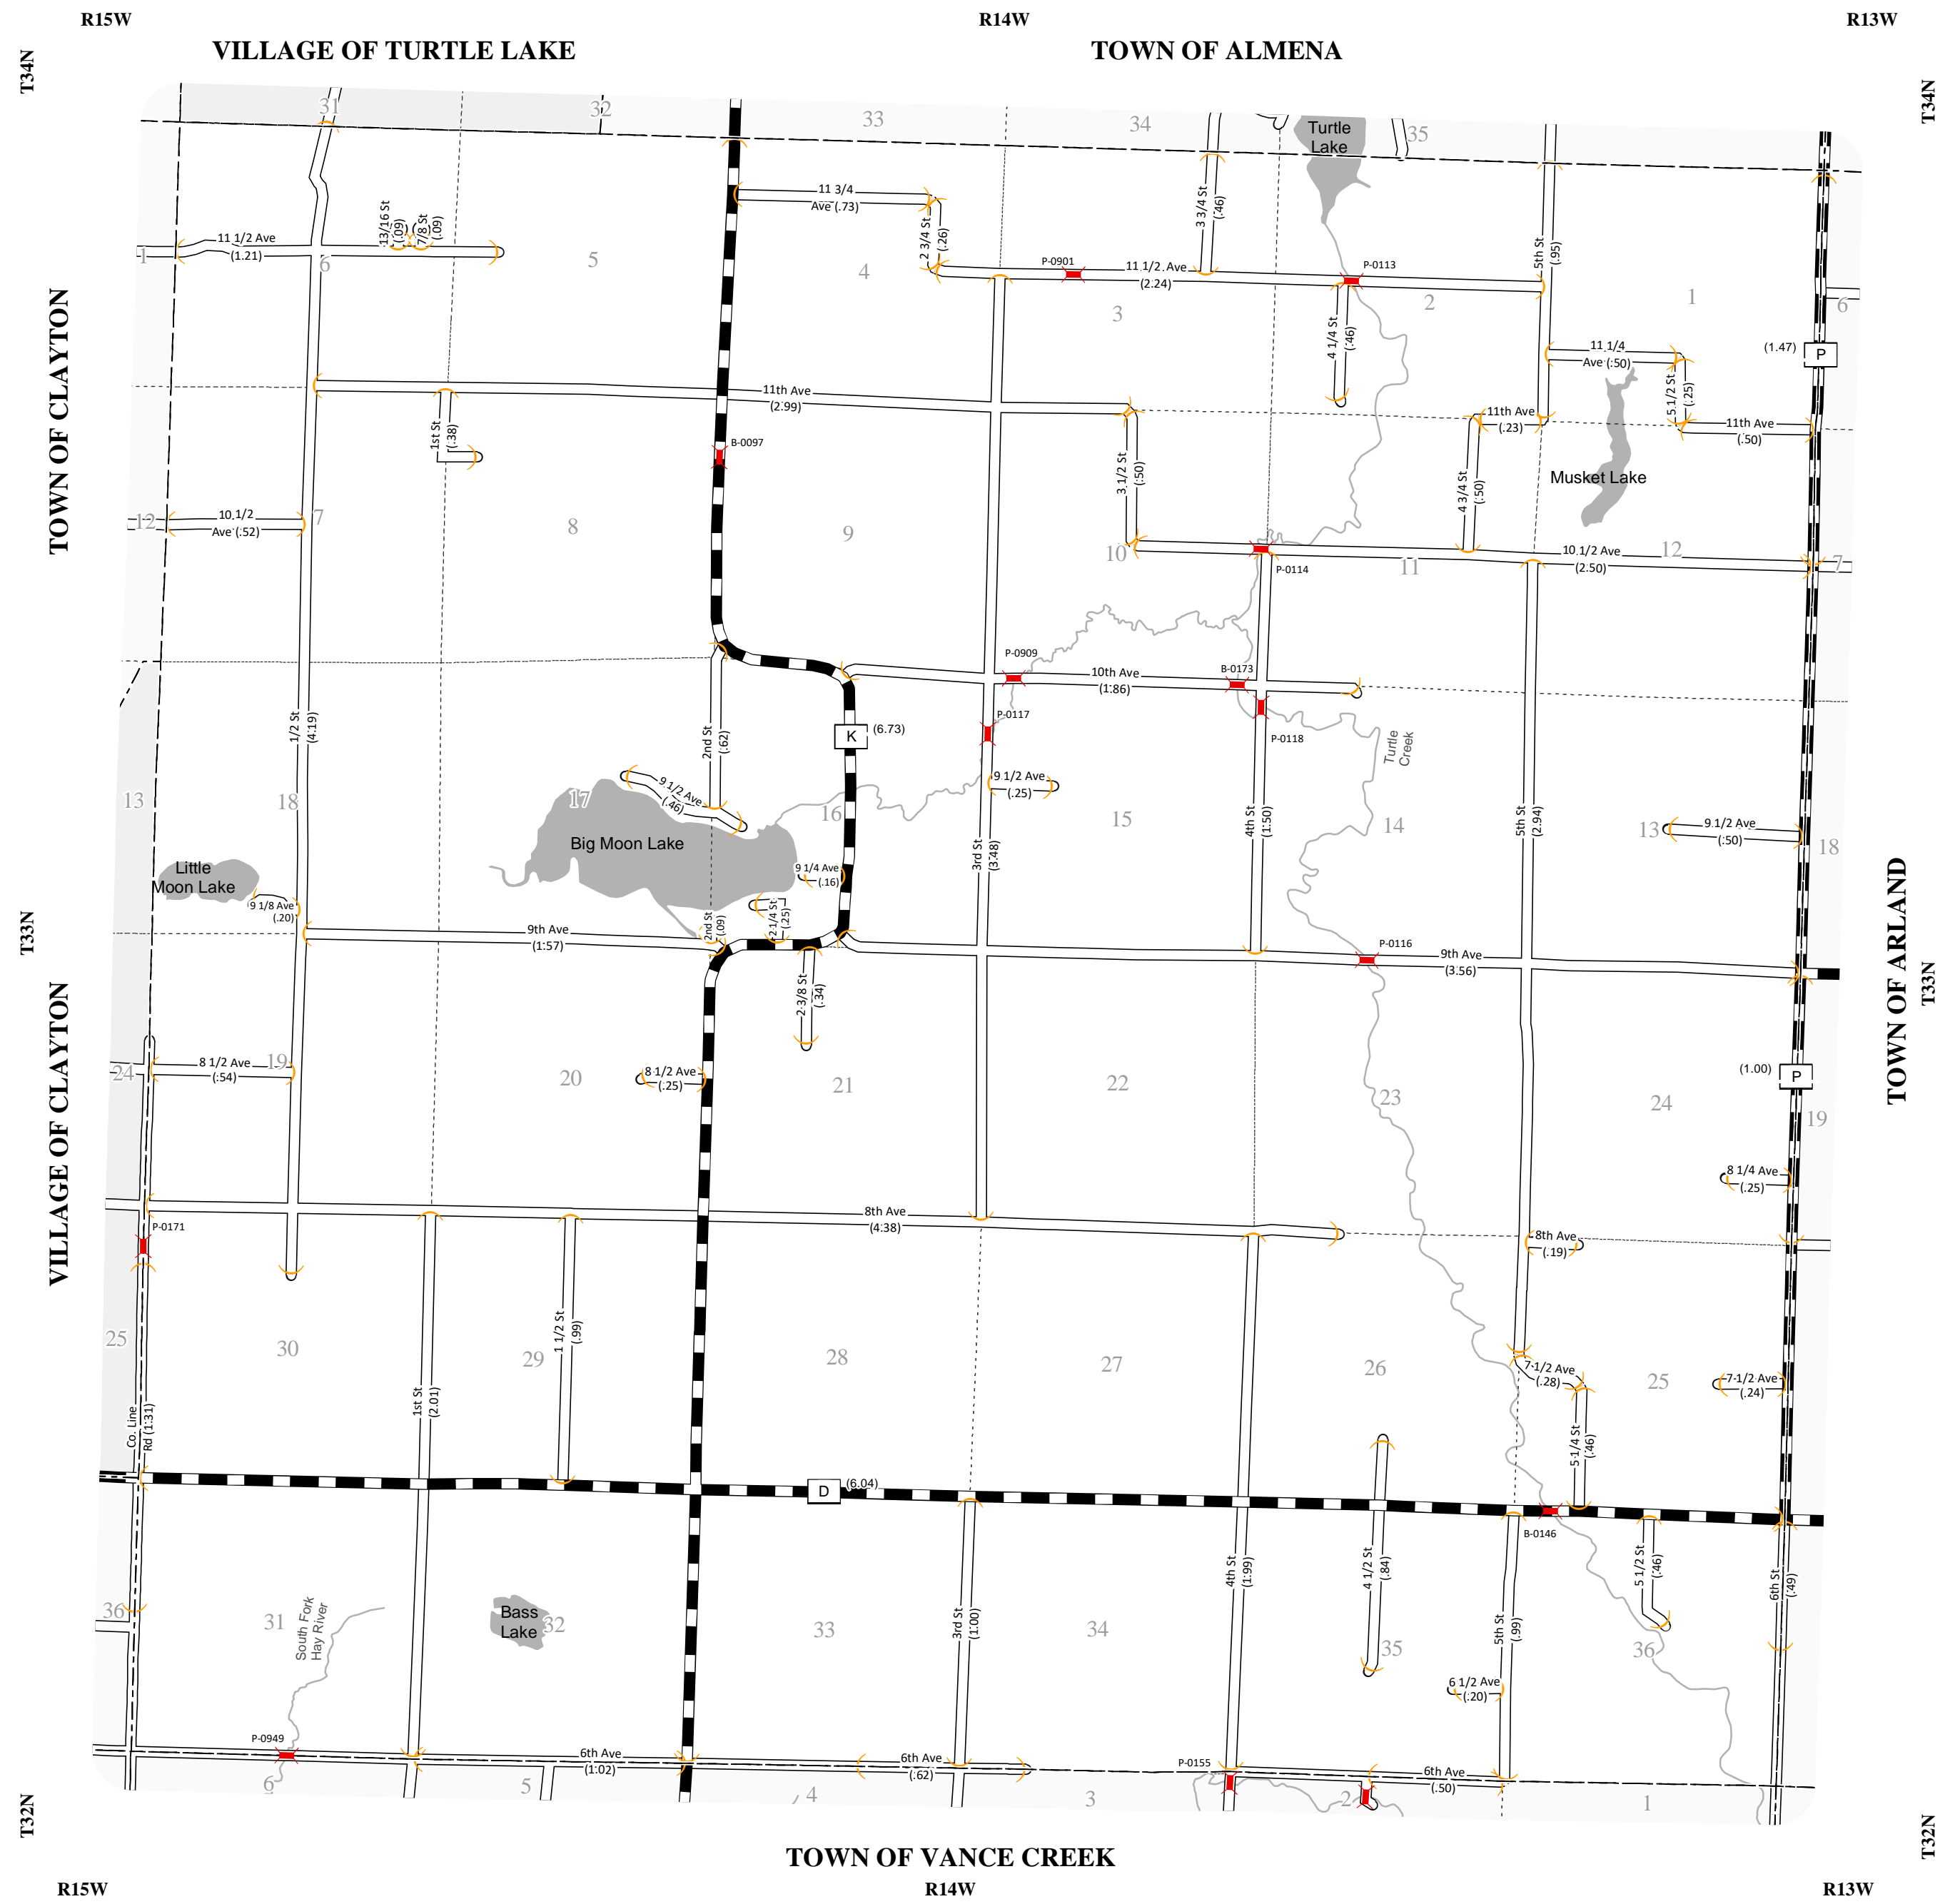 R15W
R14W
R13W
VILLAGE OF TURTLE LAKE
TOWN OF ALMENA
T34N
T34N
31
32
33
34
35
Turtle
Lake
11 3/4
Ave (.73)
2 3/4 St
(.26)
3 3/4 St
(.46)
13/16 St
(.09)
7/8 St
(.09)
11 1/2 Ave
(1.21)
1
6
5
4
P-0901
11 1/2 Ave
(2.24)
P-0113
3
2
1
6
5th St
(.95)
4 1/4 St
(.46)
(1.47)
P
11 1/4
Ave (.50)
5 1/2 St
(.25)
TOWN OF CLAYTON
11th Ave
(2.99)
11th Ave
(.23)
11th Ave
(.50)
1st St
(.38)
B-0097
3 1/2 St
(.50)
4 3/4 St
(.50)
Musket Lake
12
10 1/2
Ave (.52)
7
8
9
10
11
12
7
10 1/2 Ave
(2.50)
P-0114
P-0909
10th Ave
(1.86)
B-0173
P-0117
P-0118
1/2 St
(4.19)
2nd St
(.62)
K
(6.73)
Turtle
Creek
9 1/2 Ave
(.46)
9 1/2 Ave
(.25)
13
18
17
16
15
14
13
18
9 1/2 Ave
(.50)
Big Moon Lake
Little
Moon Lake
9 1/4 Ave
(.16)
3rd St
(3.48)
4th St
(1.50)
5th St
(2.94)
9 1/8 Ave
(.20)
2nd St
(.09)
2 1/4 St
(.25)
T33N
9th Ave
(1.57)
P-0116
9th Ave
(3.56)
TOWN OF ARLAND
T33N
2 3/8 St
(.34)
VILLAGE OF CLAYTON
24
8 1/2 Ave
(.54)
19
20
8 1/2 Ave
(.25)
21
22
23
24
19
(1.00)
P
8 1/4 Ave
(.25)
P-0171
8th Ave
(4.38)
8th Ave
(.19)
25
30
29
28
27
26
25
1 1/2 St
(.99)
7 1/2 Ave
(.28)
7 1/2 Ave
(.24)
1st St
(2.01)
Co. Line
Rd (1.31)
5 1/4 St
(.46)
D
(6.04)
B-0146
36
31
South Fork
Hay River
Bass
Lake
32
33
3rd St
(1.00)
34
4th St
(1.99)
4 1/2 St
(.84)
35
5th St
(.99)
5 1/2 St
(.46)
36
6th St
(.49)
6 1/2 Ave
(.20)
P-0949
6th Ave
(1.02)
6th Ave
(.62)
P-0155
6th Ave
(.50)
6
5
4
3
2
1
T32N
T32N
TOWN OF VANCE CREEK
R15W
R14W
R13W